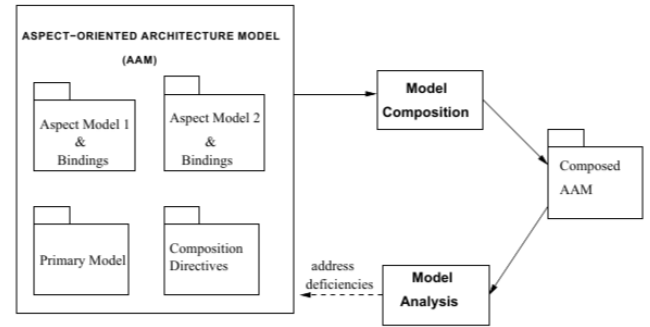 ASPECT-ORIENTED ARCHITECTURE MODEL
(AAM)
Aspect Model 1
&
Bindings
Aspect Model 2
&
Bindings
Primary Model
Composition
Directives
Model
Composition
Composed
AAM
Model
Analysis
address
deficiencies